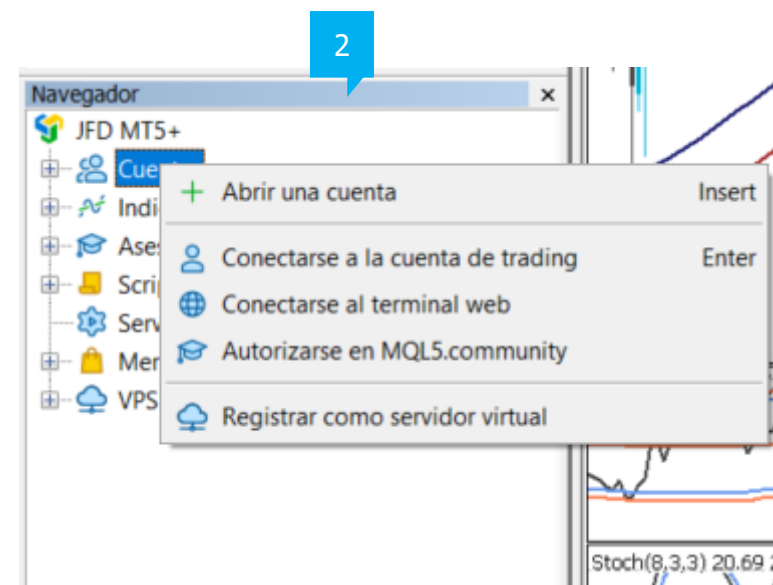 2
Navegador
JFD MT5+
Abrir una cuenta Insert
Conectarse a la cuenta de trading Enter
Conectarse al terminal web
Autorizarse en MQL5.community
VPS
Registrar como servidor virtual
Stoch(8,3,3) 20.69